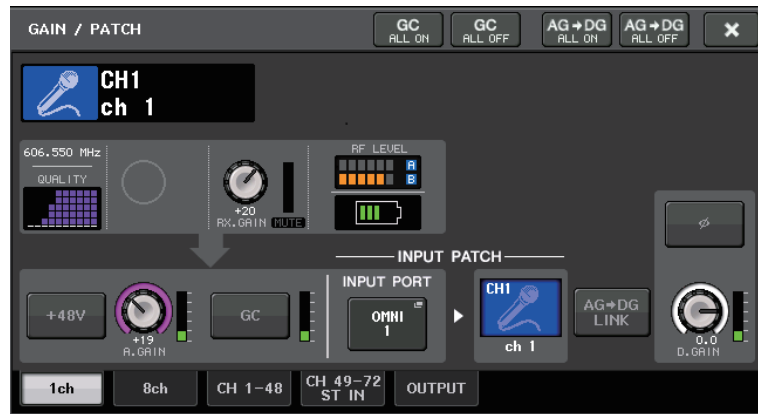 GAIN / PATCH
GC
ALL ON
GC
ALL OFF
AG→DG
ALL ON
AG→DG
ALL OFF
×
CH1
ch 1
606.550 MHz
QUALITY
+20
RX.GAIN MUTE
RF LEVEL
A
B
INPUT PATCH
+48V
+19
A.GAIN
GC
INPUT PORT
OMNI
1
CH1
ch 1
AG→DG
LINK
ø
0.0
D.GAIN
1ch
8ch
CH 1-48
CH 49-72
ST IN
OUTPUT